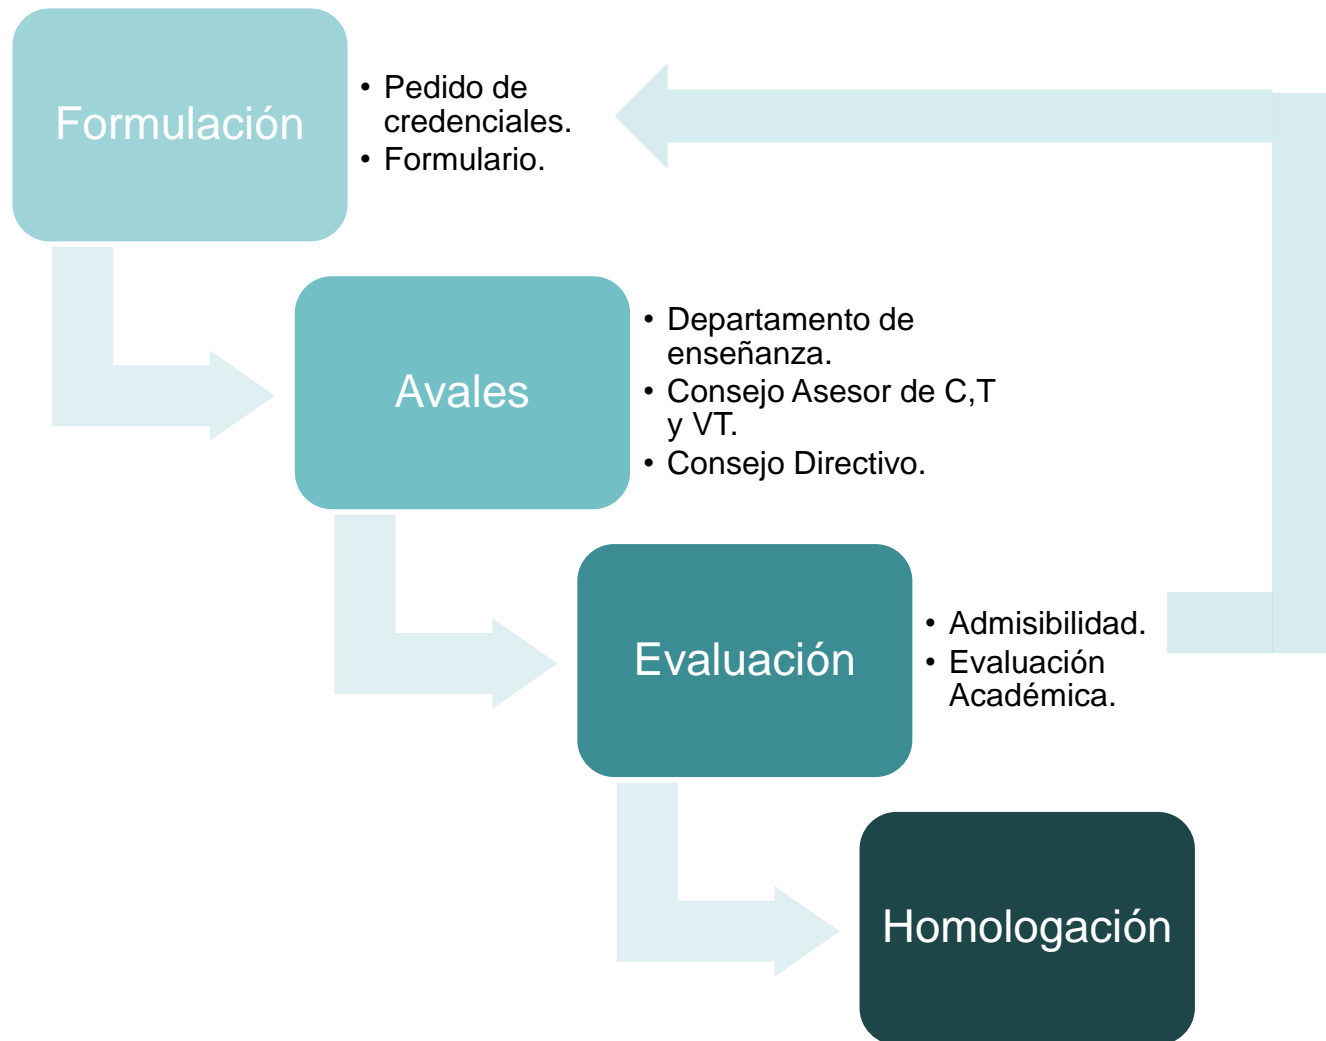 Formulación
• Pedido de
credenciales.
• Formulario.
Avales
• Departamento de
enseñanza.
• Consejo Asesor de C,T
y VT.
• Consejo Directivo.
Evaluación
• Admisibilidad.
• Evaluación
Académica.
Homologación